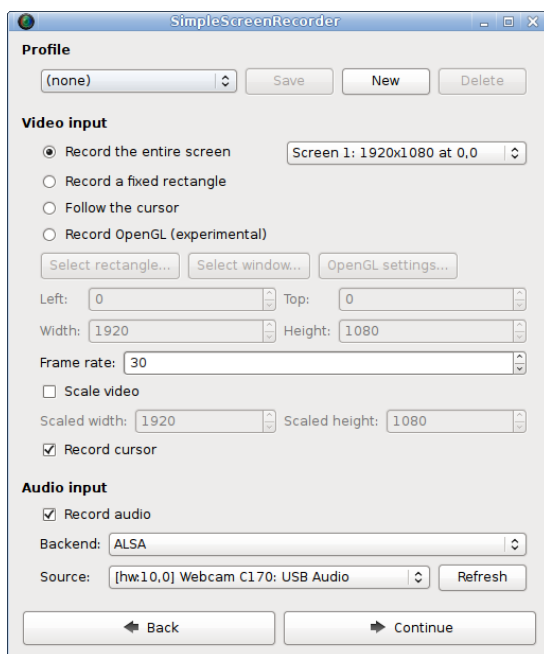 SimpleScreenRecorder
Profile
(none) Save New Delete
Video input
Record the entire screen Screen 1: 1920x1080 at 0,0
Record a fixed rectangle
Follow the cursor
Record OpenGL (experimental)
Select rectangle... Select window... OpenGL settings...
Left: 0 Top: 0
Width: 1920 Height: 1080
Frame rate: 30
Scale video
Scaled width: 1920 Scaled height: 1080
Record cursor
Audio input
Record audio
Backend: ALSA
Source: [hw:10,0] Webcam C170: USB Audio Refresh
Back Continue